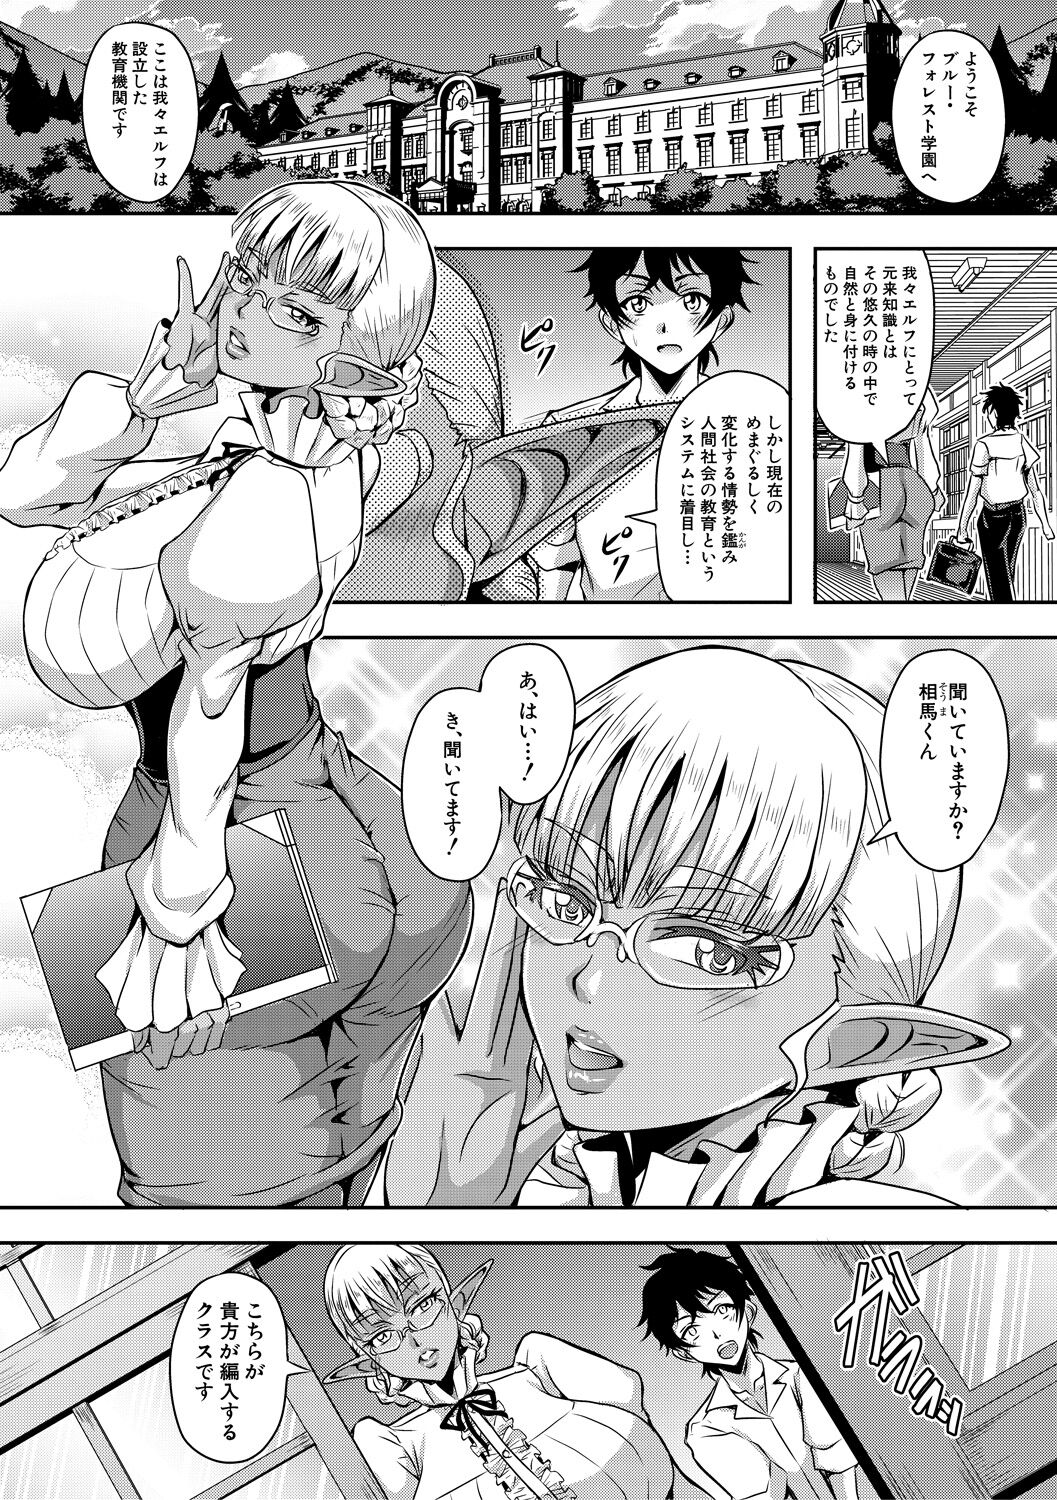 ようこそ
ブルー・
フォレスト学園へ
ここは我々エルフは
設立した
教育機関です
我々エルフにとって
元来知識とは
その悠久の時の中で
自然と身に付ける
ものでした
しかし現在の
めまぐるしく
変化する情勢を鑑み
かが
人間社会の教育という
システムに着目し…
ピク
ピク
聞いていますか？
相馬くん
そうま
あ、はい…！
き、聞いてます！
こちらが
貴方が編入する
クラスです